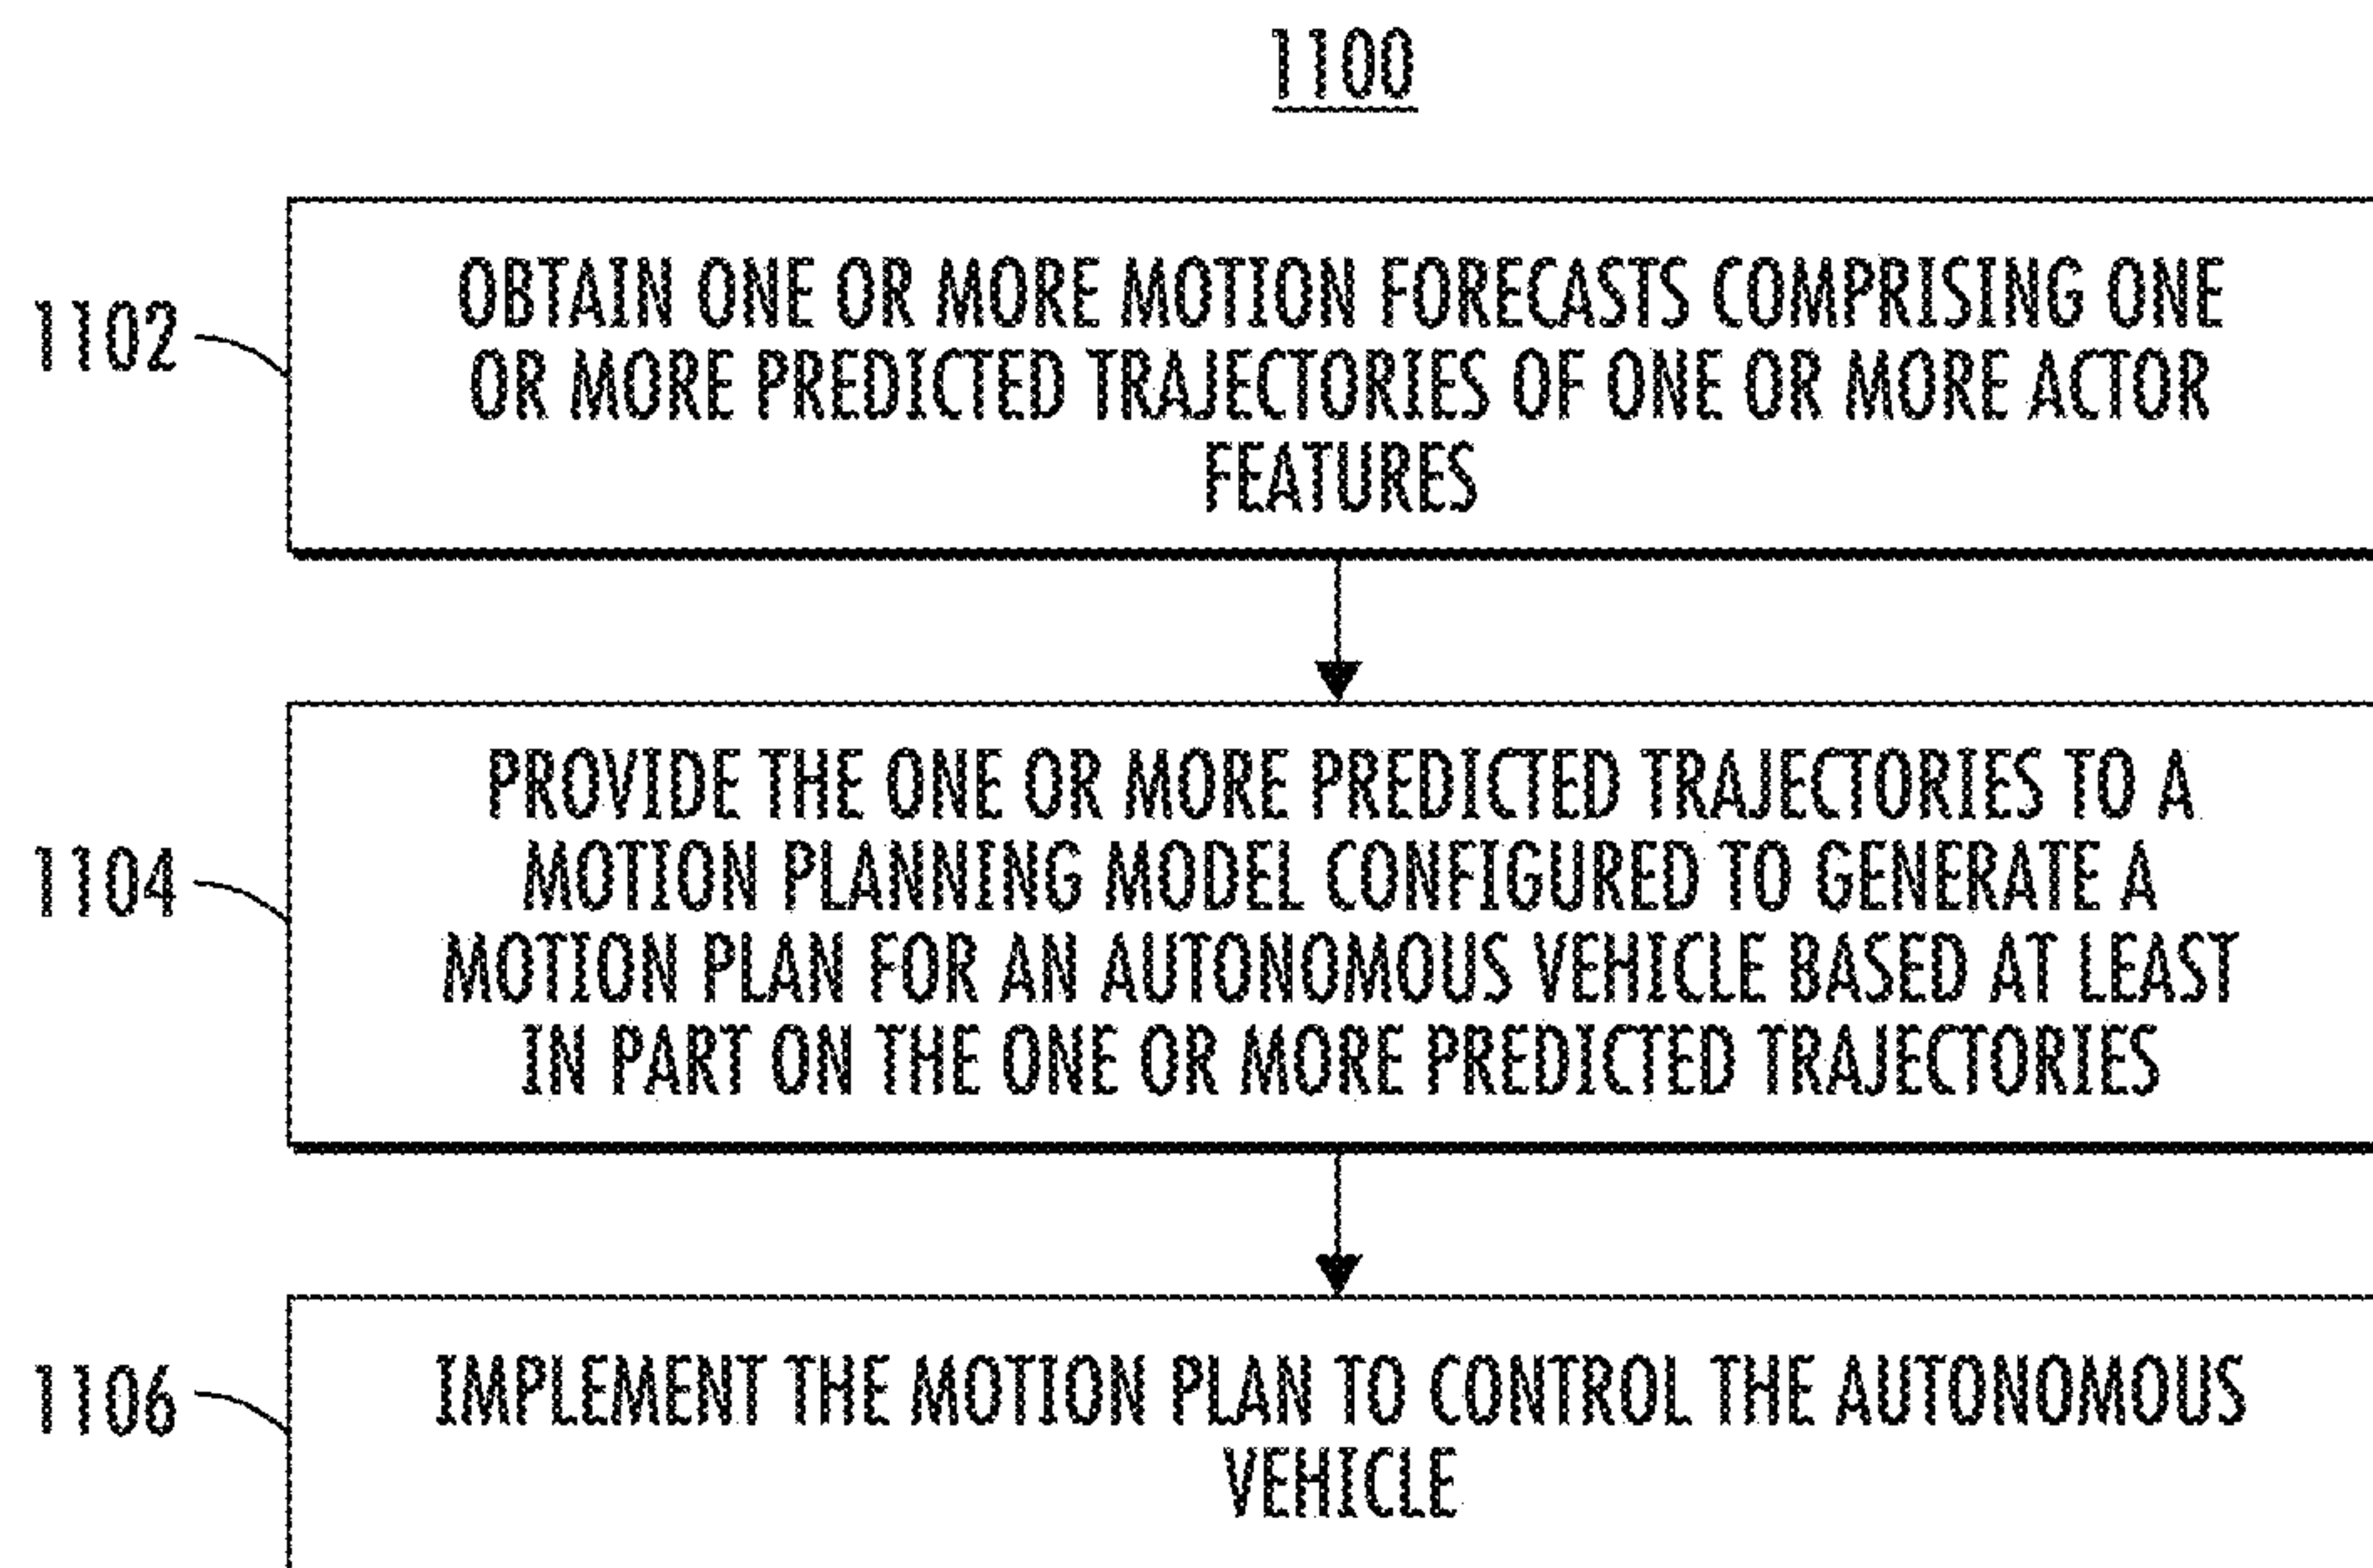 1100
1102
OBTAIN ONE OR MORE MOTION FORECASTS COMPRISING ONE
OR MORE PREDICTED TRAJECTORIES OF ONE OR MORE ACTOR
FEATURES
1104
PROVIDE THE ONE OR MORE PREDICTED TRAJECTORIES TO A
MOTION PLANNING MODEL CONFIGURED TO GENERATE A
MOTION PLAN FOR AN AUTONOMOUS VEHICLE BASED AT LEAST
IN PART ON THE ONE OR MORE PREDICTED TRAJECTORIES
1106
IMPLEMENT THE MOTION PLAN TO CONTROL THE AUTONOMOUS
VEHICLE